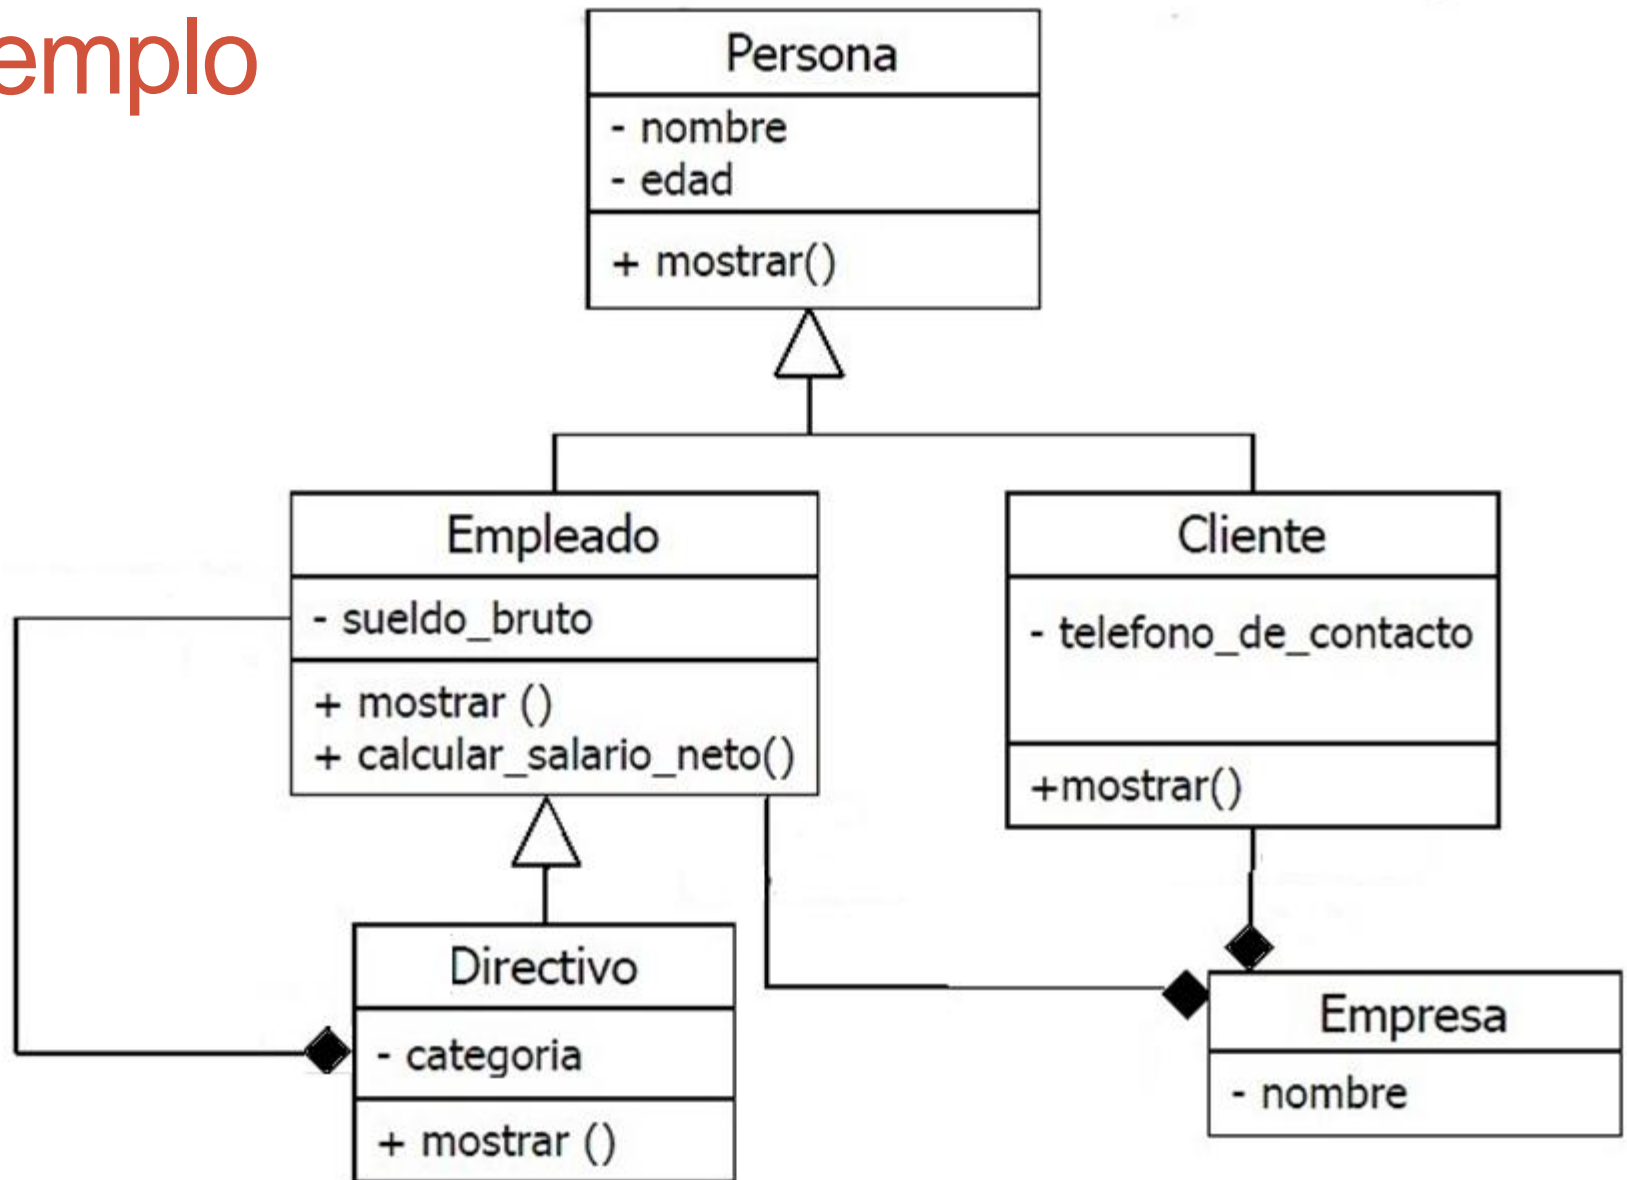 emplo
Persona
- nombre
- edad
+ mostrar()
Empleado
- sueldo_bruto
+ mostrar ()
+ calcular_salario_neto()
Cliente
- telefono_de_contacto
+mostrar()
Directivo
- categoria
+ mostrar ()
Empresa
- nombre